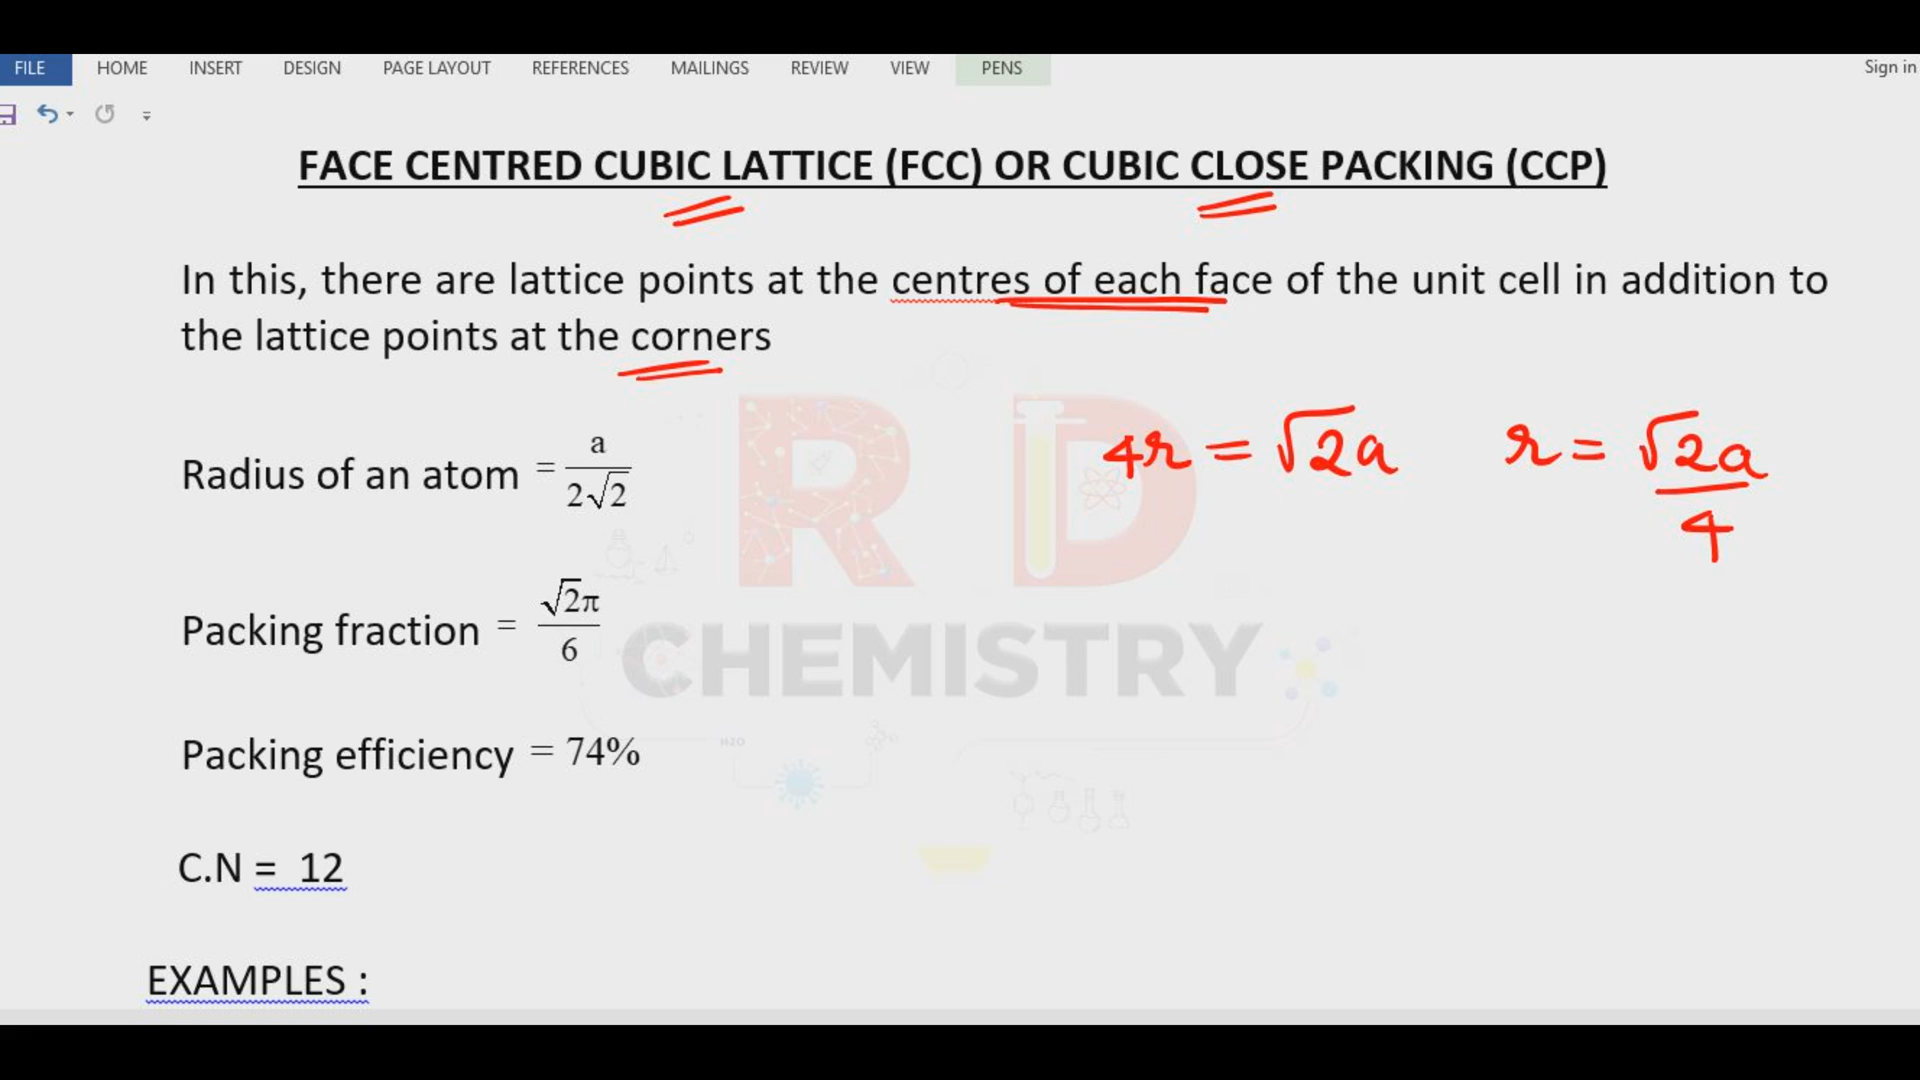 FILE HOME INSERT DESIGN PAGE LAYOUT REFERENCES MAILINGS REVIEW VIEW PENS Sign in
FACE CENTRED CUBIC LATTICE (FCC) OR CUBIC CLOSE PACKING (CCP)
In this, there are lattice points at the centres of each face of the unit cell in addition to
the lattice points at the corners
Radius of an atom = a / 2√2
4r = √2a r = √2a / 4
Packing fraction = √2π / 6
RD
CHEMISTRY
Packing efficiency = 74%
H2O
C.N = 12
EXAMPLES :